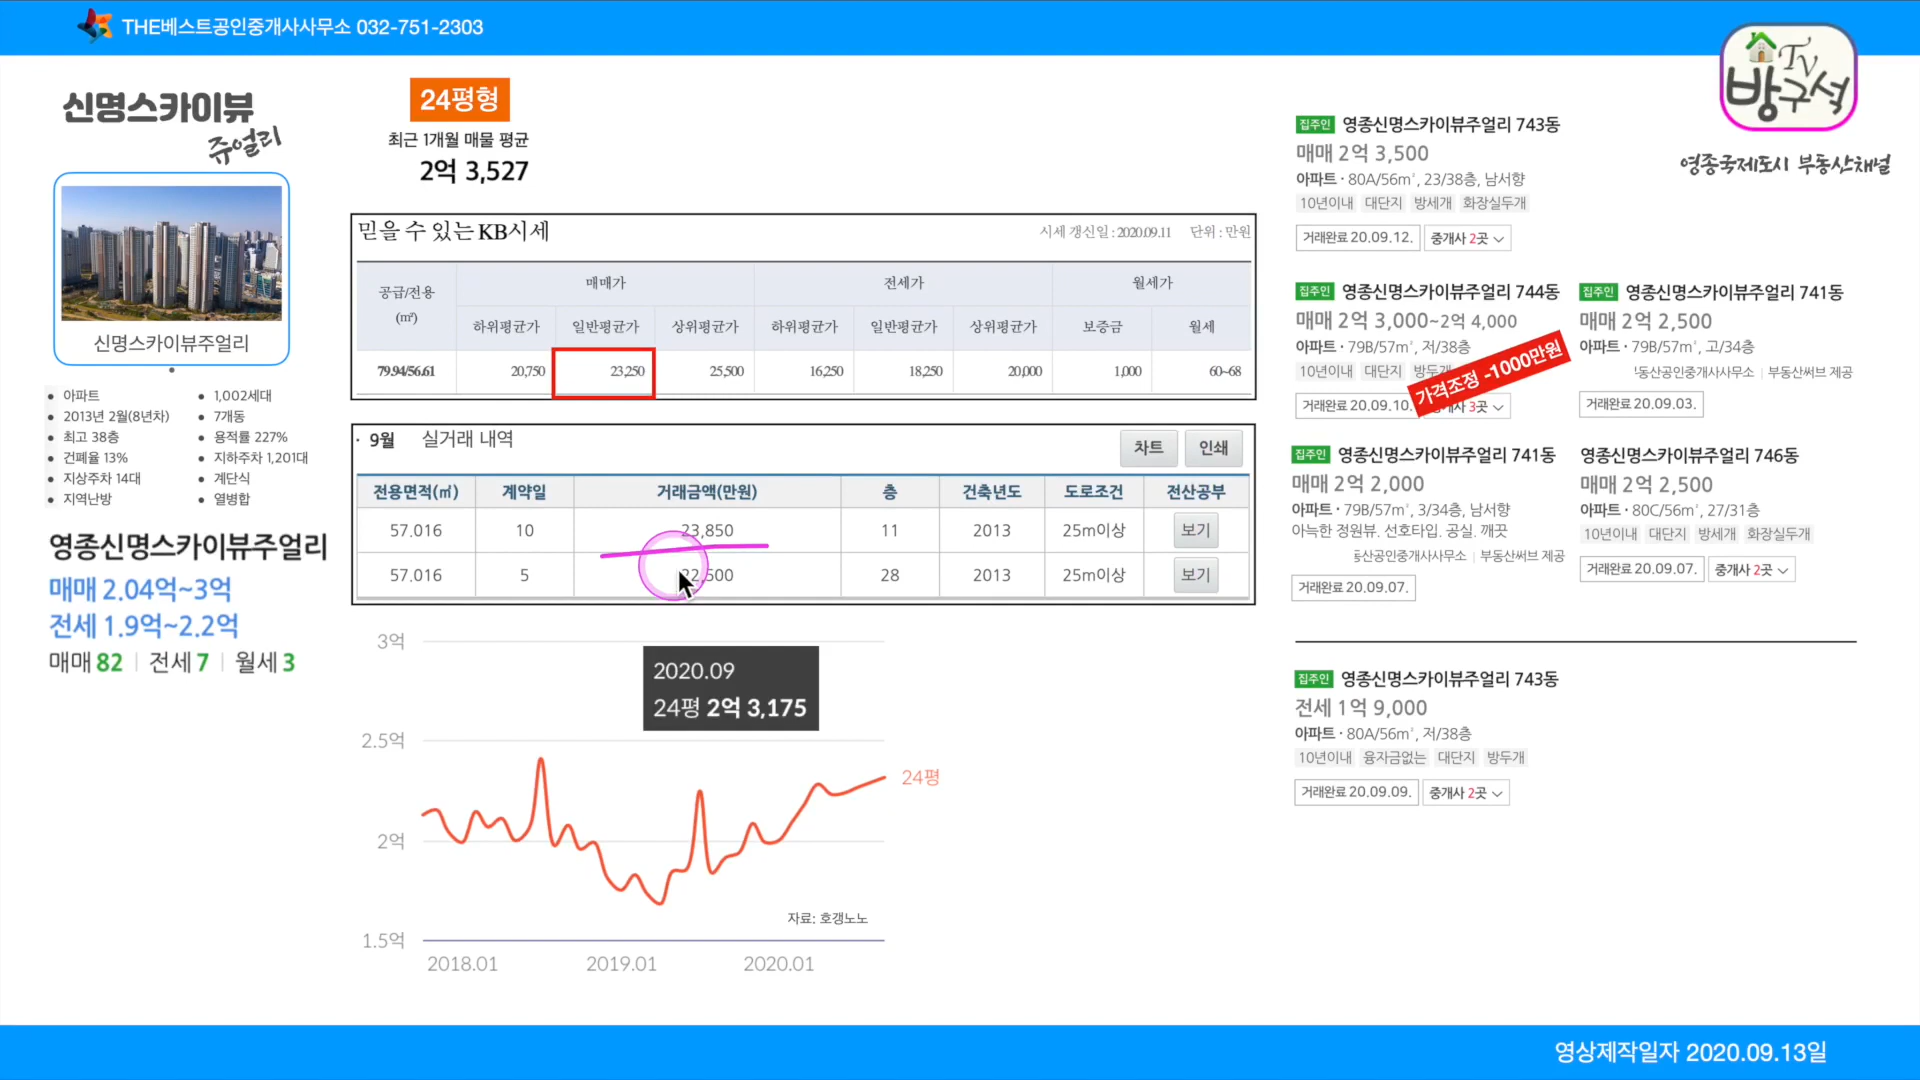 THE베스트공인중개사사무소 032-751-2303
TV
방구석
영종국제도시 부동산채널
신명스카이뷰
쥬얼리
신명스카이뷰쥬얼리
• 아파트
• 2013년 2월(8년차)
• 최고 38층
• 건폐율 13%
• 지상주차 14대
• 지역난방
• 1,002세대
• 7개동
• 용적률 227%
• 지하주차 1,201대
• 계단식
• 열병합
영종신명스카이뷰쥬얼리
매매 2.04억~3억
전세 1.9억~2.2억
매매 82 | 전세 7 | 월세 3
24평형
최근 1개월 매물 평균
2억 3,527
믿을 수 있는 KB시세
시세 갱신일 : 2020.09.11 단위 : 만원
공급/전용 (㎡) 매매가 전세가 월세가
하위평균가 일반평균가 상위평균가 하위평균가 일반평균가 상위평균가 보증금 월세
79.94/56.61 20,750 23,250 25,500 16,250 18,250 20,000 1,000 60~68
· 9월 실거래 내역 차트 인쇄
전용면적(㎡) 계약일 거래금액(만원) 층 건축년도 도로조건 전산공부
57.016 10 23,850 11 2013 25m이상 보기
57.016 5 22,500 28 2013 25m이상 보기
3억
2020.09
24평 2억 3,175
2.5억
24평
2억
자료: 호갱노노
1.5억
2018.01 2019.01 2020.01
집주인 영종신명스카이뷰쥬얼리 743동
매매 2억 3,500
아파트 · 80A/56㎡, 23/38층, 남서향
10년이내 대단지 방세개 화장실두개
거래완료 20.09.12. 중개사 2곳
집주인 영종신명스카이뷰쥬얼리 744동
매매 2억 3,000~2억 4,000
아파트 · 79B/57㎡, 저/38층
10년이내 대단지
가격조정 -1000만원
거래완료 20.09.10. 3곳
집주인 영종신명스카이뷰쥬얼리 741동
매매 2억 2,500
아파트 · 79B/57㎡, 고/34층
동산공인중개사사무소 | 부동산써브 제공
거래완료 20.09.03.
집주인 영종신명스카이뷰쥬얼리 741동
매매 2억 2,000
아파트 · 79B/57㎡, 3/34층, 남서향
아늑한 정원뷰. 선호타입. 공실. 깨끗
산공인중개사사무소 | 부동산써브 제공
거래완료 20.09.07.
영종신명스카이뷰쥬얼리 746동
매매 2억 2,500
아파트 · 80C/56㎡, 27/31층
10년이내 대단지 방세개 화장실두개
거래완료 20.09.07. 중개사 2곳
집주인 영종신명스카이뷰쥬얼리 743동
전세 1억 9,000
아파트 · 80A/56㎡, 저/38층
10년이내 융자금없는 대단지 방두개
거래완료 20.09.09. 중개사 2곳
영상제작일자 2020.09.13일